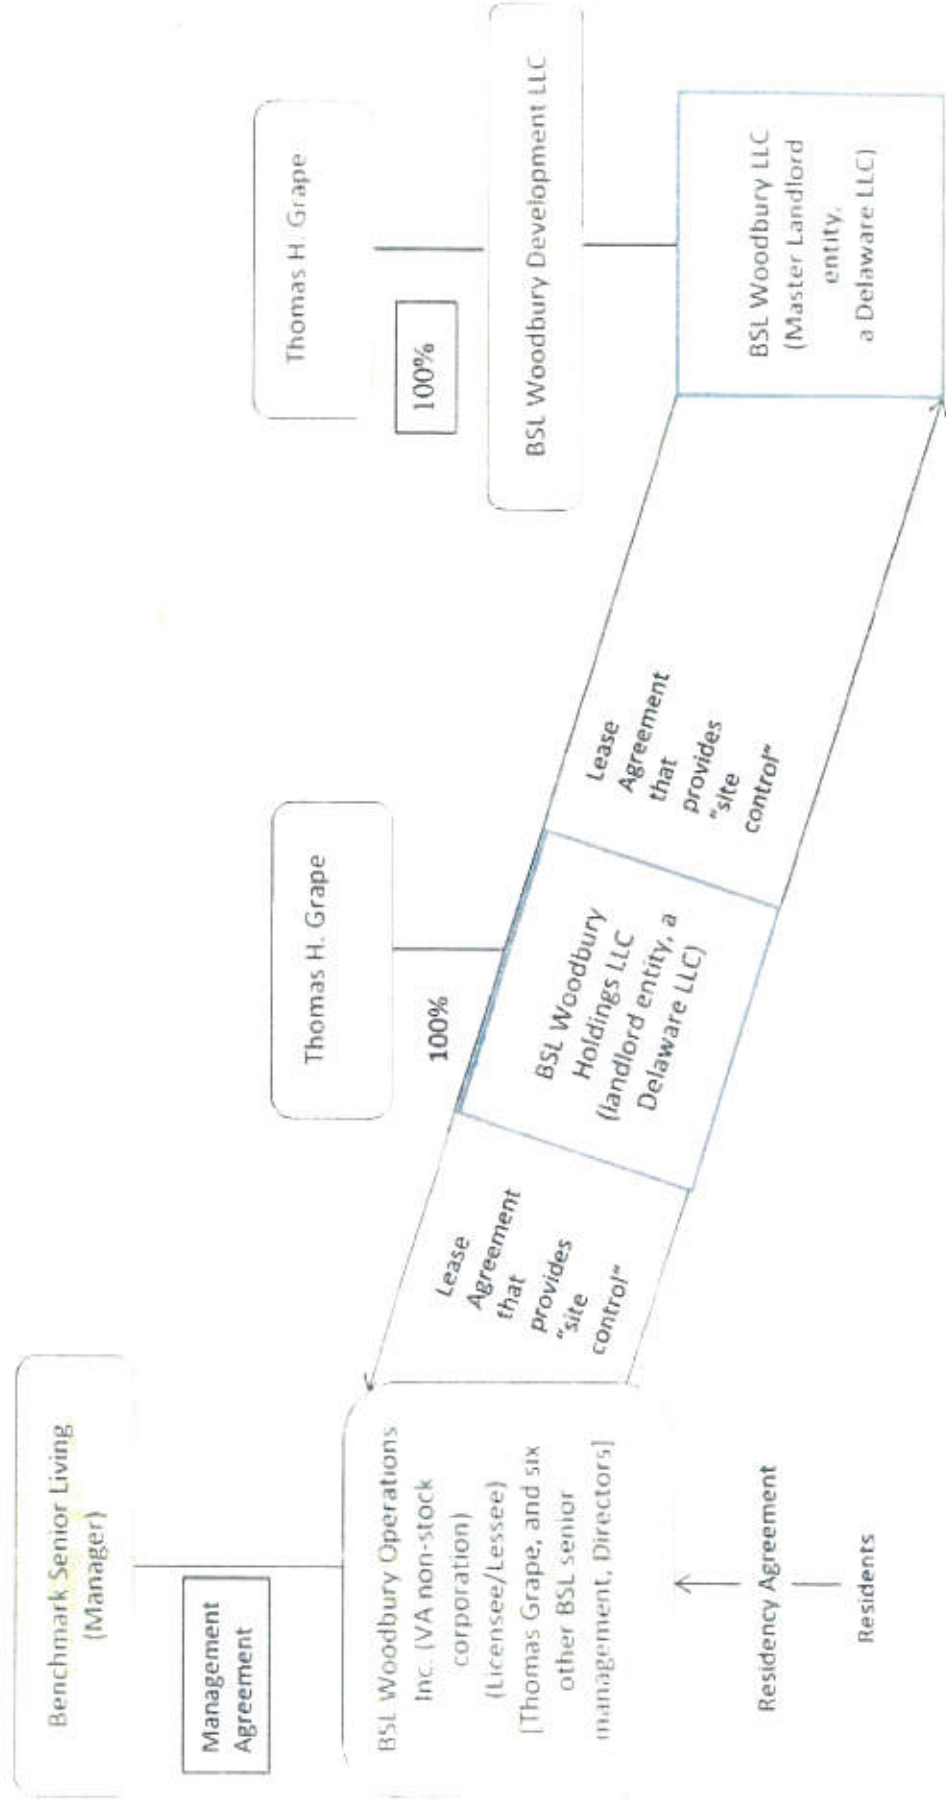 Benchmark Senior Living
(Manager)
Management
Agreement
BSL Woodbury Operations
Inc. (VA non-stock
corporation)
(Licensee/Lessee)
[Thomas Grape, and six
other BSL senior
management, Directors]
Residency Agreement
Residents
Lease
Agreement
that
provides
"site
control"
Thomas H. Grape
100%
BSL Woodbury
Holdings LLC
(landlord entity, a
Delaware LLC)
Lease
Agreement
that
provides
"site
control"
Thomas H. Grape
100%
BSL Woodbury Development LLC
BSL Woodbury LLC
(Master Landlord
entity,
a Delaware LLC)